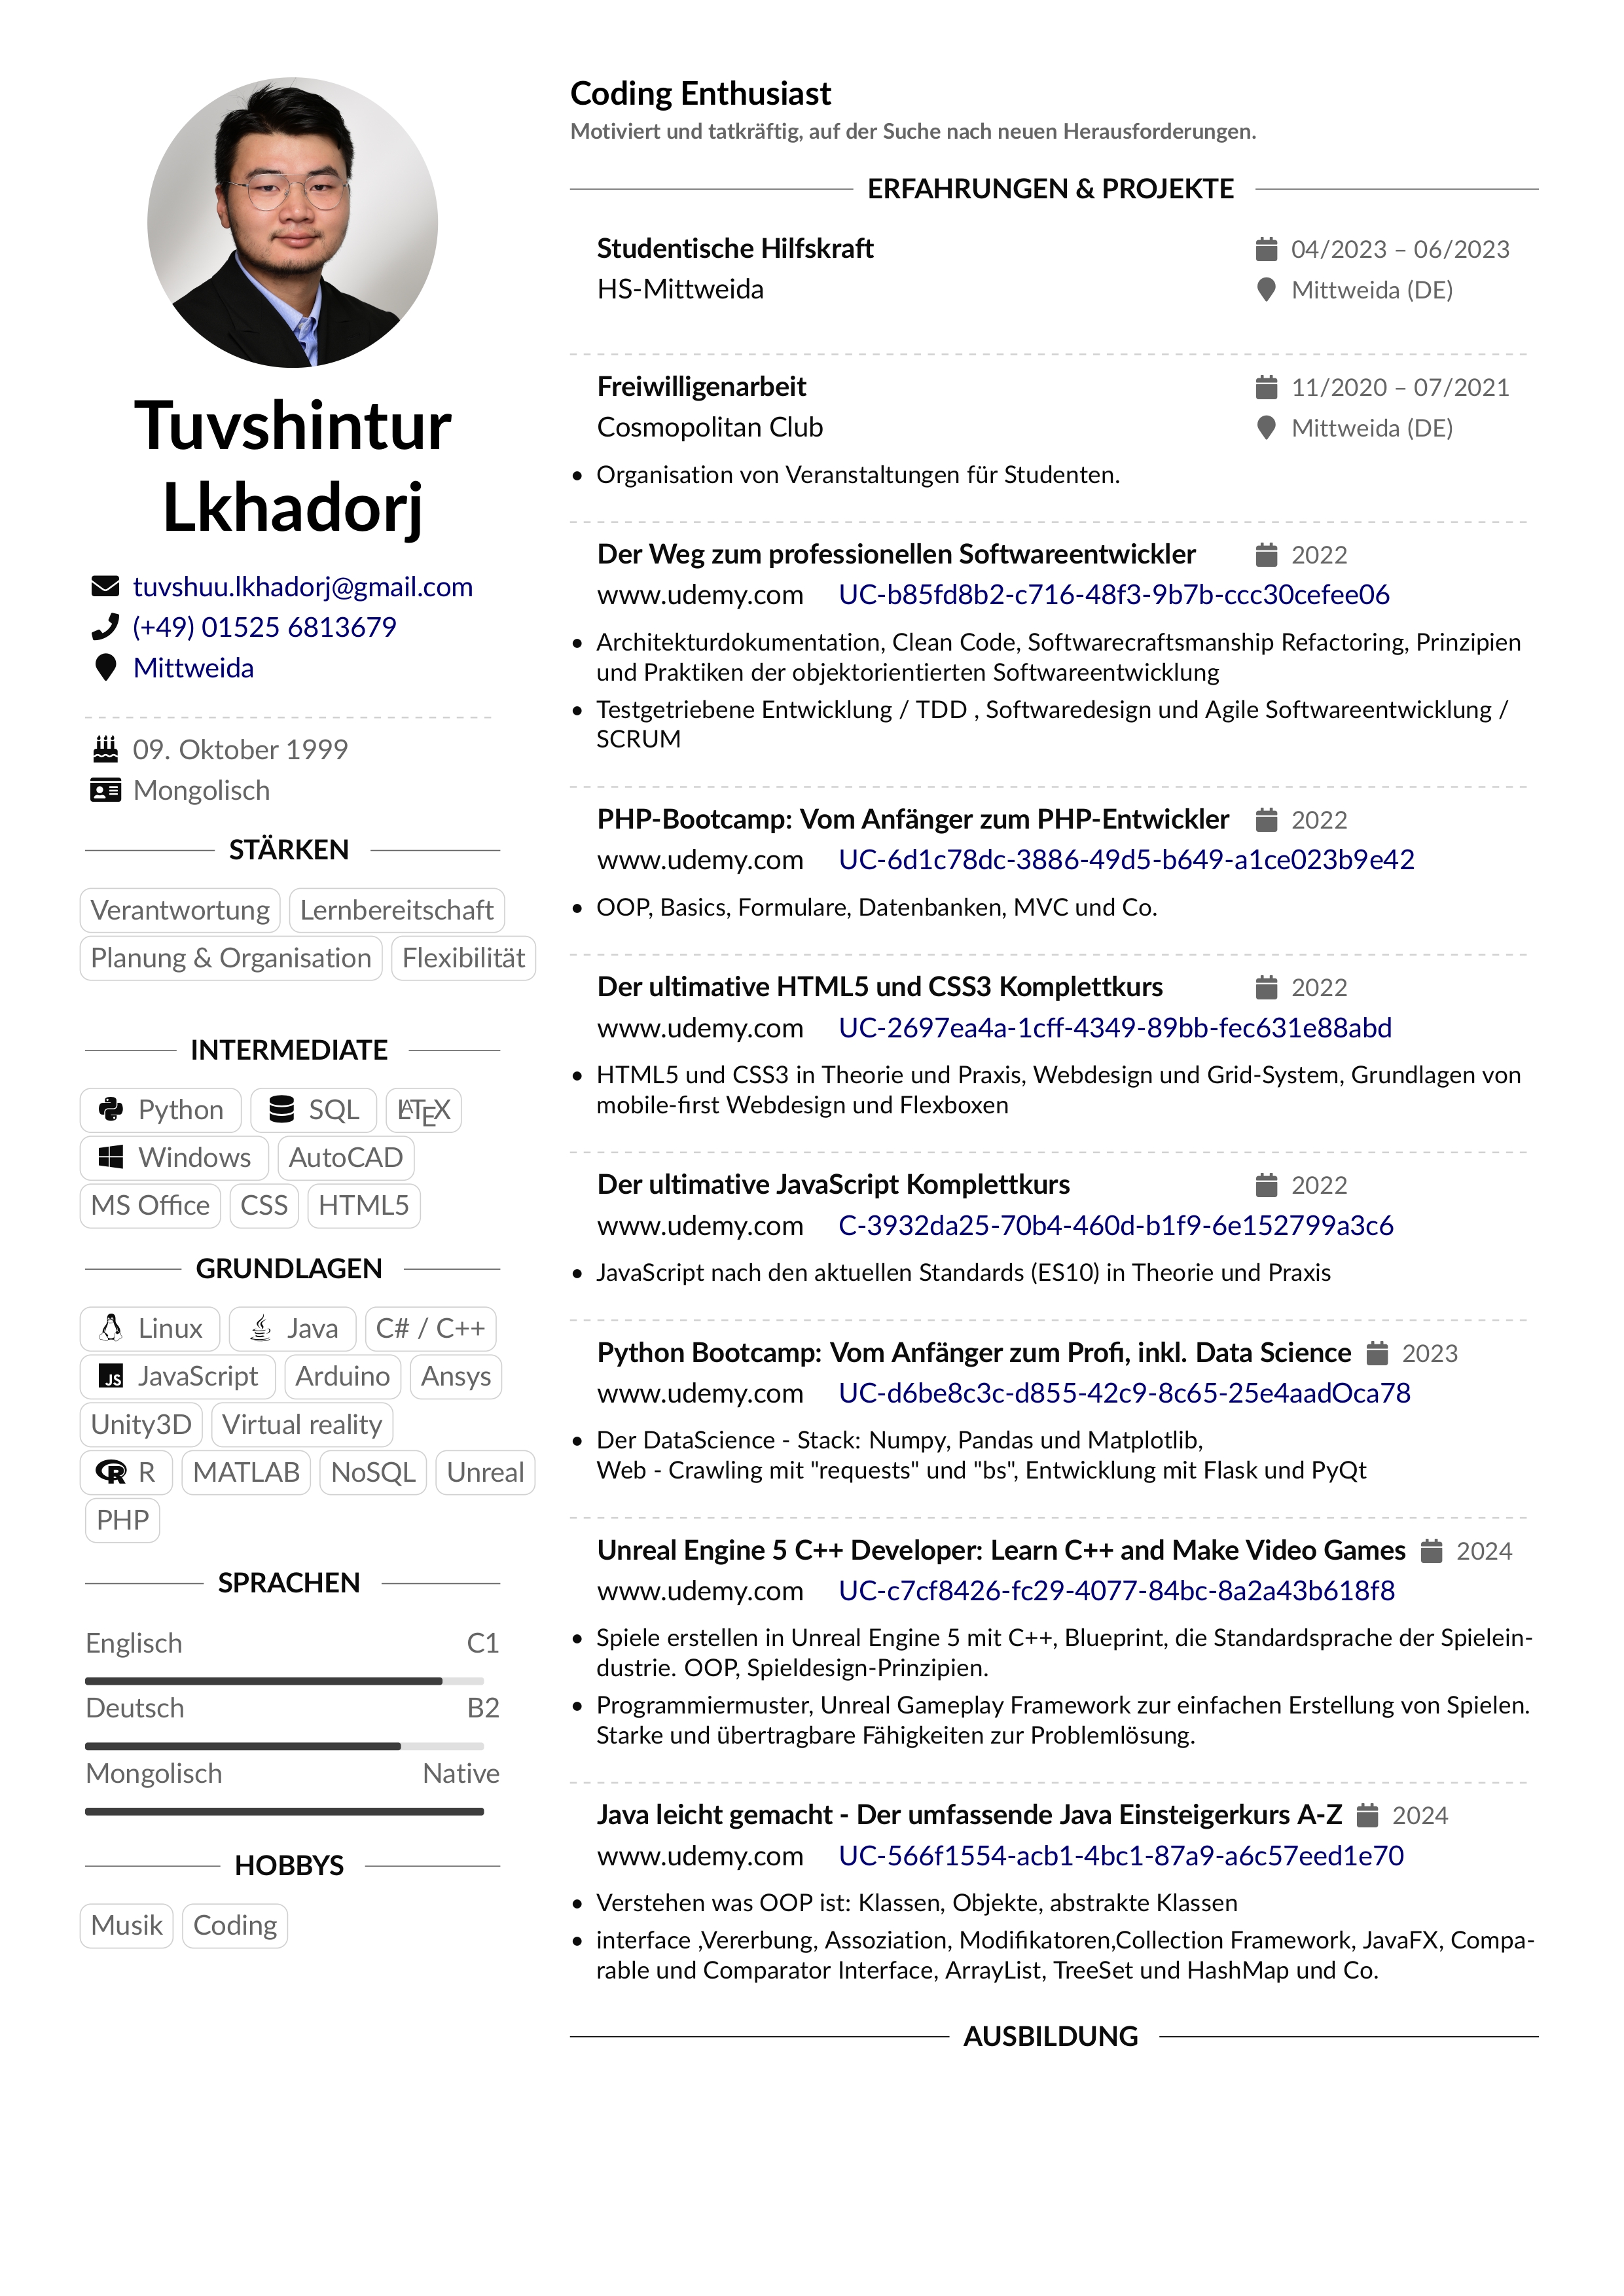 Tuvshintur
Lkhadorj
tuvshuu.lkhadorj@gmail.com
(+49) 01525 6813679
Mittweida
09. Oktober 1999
Mongolisch
STÄRKEN
Verantwortung Lernbereitschaft
Planung & Organisation Flexibilität
INTERMEDIATE
Python SQL LATEX
Windows AutoCAD
MS Office CSS HTML5
GRUNDLAGEN
Linux Java C# / C++
JS JavaScript Arduino Ansys
Unity3D Virtual reality
R R MATLAB NoSQL Unreal
PHP
SPRACHEN
Englisch C1
Deutsch B2
Mongolisch Native
HOBBYS
Musik Coding
Coding Enthusiast
Motiviert und tatkräftig, auf der Suche nach neuen Herausforderungen.
ERFAHRUNGEN & PROJEKTE
Studentische Hilfskraft 04/2023 – 06/2023
HS-Mittweida Mittweida (DE)
Freiwilligenarbeit 11/2020 – 07/2021
Cosmopolitan Club Mittweida (DE)
• Organisation von Veranstaltungen für Studenten.
Der Weg zum professionellen Softwareentwickler 2022
www.udemy.com UC-b85fd8b2-c716-48f3-9b7b-ccc30cefee06
• Architekturdokumentation, Clean Code, Softwarecraftsmanship Refactoring, Prinzipien
und Praktiken der objektorientierten Softwareentwicklung
• Testgetriebene Entwicklung / TDD , Softwaredesign und Agile Softwareentwicklung /
SCRUM
PHP-Bootcamp: Vom Anfänger zum PHP-Entwickler 2022
www.udemy.com UC-6d1c78dc-3886-49d5-b649-a1ce023b9e42
• OOP, Basics, Formulare, Datenbanken, MVC und Co.
Der ultimative HTML5 und CSS3 Komplettkurs 2022
www.udemy.com UC-2697ea4a-1cff-4349-89bb-fec631e88abd
• HTML5 und CSS3 in Theorie und Praxis, Webdesign und Grid-System, Grundlagen von
mobile-first Webdesign und Flexboxen
Der ultimative JavaScript Komplettkurs 2022
www.udemy.com C-3932da25-70b4-460d-b1f9-6e152799a3c6
• JavaScript nach den aktuellen Standards (ES10) in Theorie und Praxis
Python Bootcamp: Vom Anfänger zum Profi, inkl. Data Science 2023
www.udemy.com UC-d6be8c3c-d855-42c9-8c65-25e4aadOca78
• Der DataScience - Stack: Numpy, Pandas und Matplotlib,
Web - Crawling mit "requests" und "bs", Entwicklung mit Flask und PyQt
Unreal Engine 5 C++ Developer: Learn C++ and Make Video Games 2024
www.udemy.com UC-c7cf8426-fc29-4077-84bc-8a2a43b618f8
• Spiele erstellen in Unreal Engine 5 mit C++, Blueprint, die Standardsprache der Spielein-
dustrie. OOP, Spieldesign-Prinzipien.
• Programmiermuster, Unreal Gameplay Framework zur einfachen Erstellung von Spielen.
Starke und übertragbare Fähigkeiten zur Problemlösung.
Java leicht gemacht - Der umfassende Java Einsteigerkurs A-Z 2024
www.udemy.com UC-566f1554-acb1-4bc1-87a9-a6c57eed1e70
• Verstehen was OOP ist: Klassen, Objekte, abstrakte Klassen
• interface ,Vererbung, Assoziation, Modifikatoren,Collection Framework, JavaFX, Compa-
rable und Comparator Interface, ArrayList, TreeSet und HashMap und Co.
AUSBILDUNG